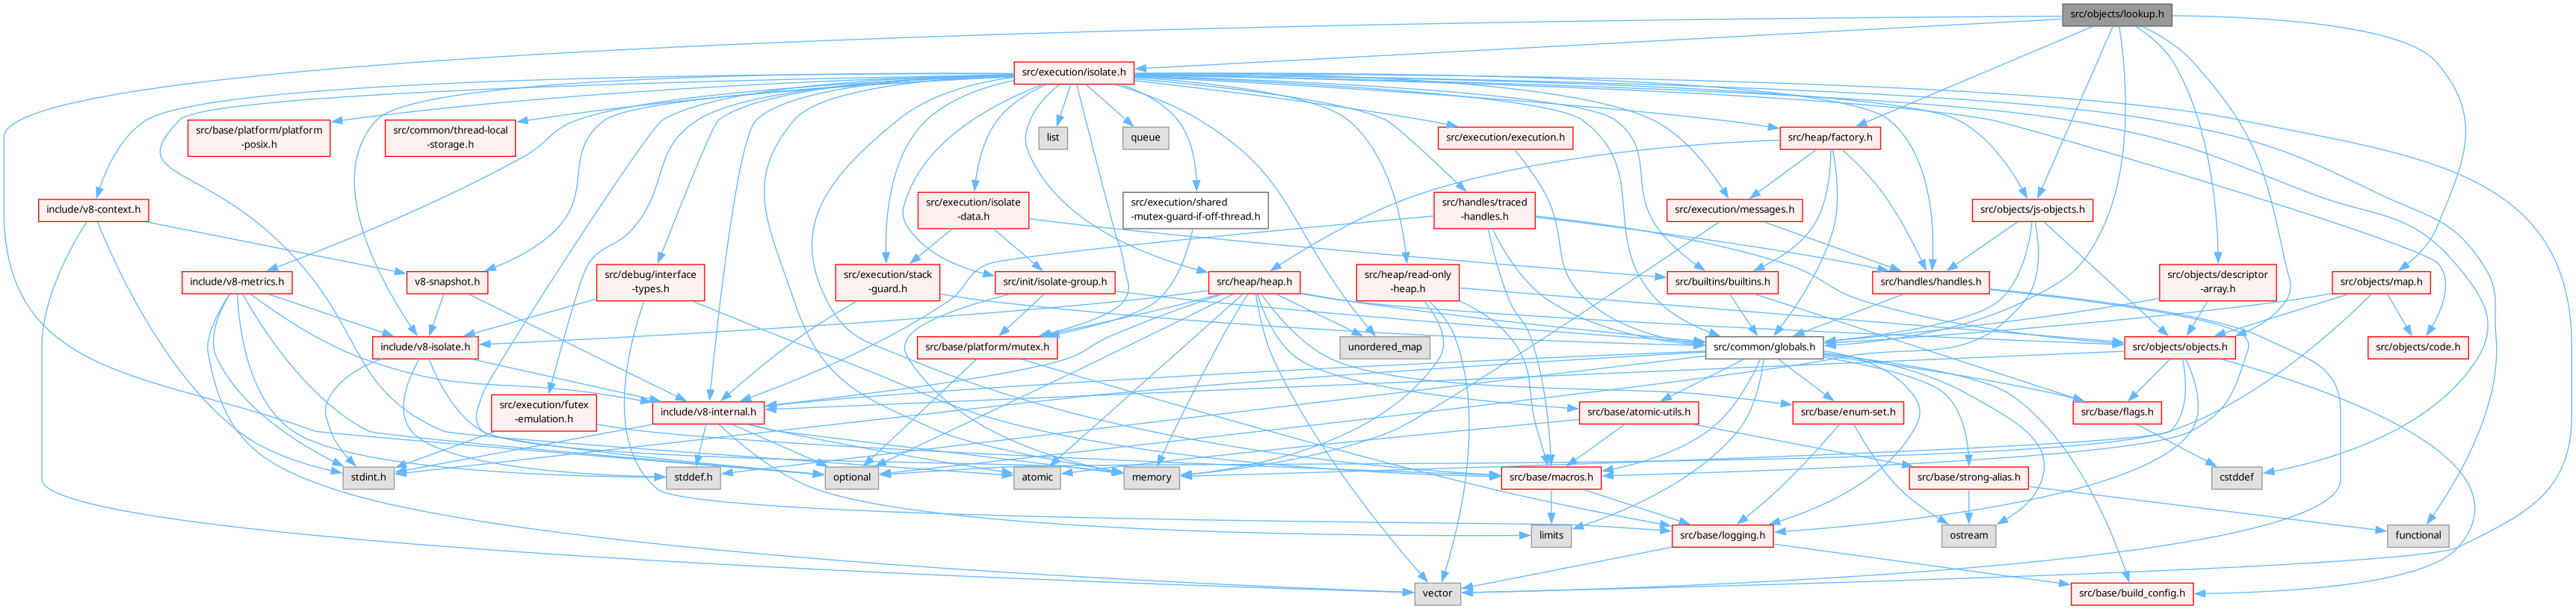 src/objects/lookup.h
src/execution/isolate.h
src/base/platform/platform
-posix.h
src/common/thread-local
-storage.h
list
queue
src/execution/execution.h
src/heap/factory.h
include/v8-context.h
src/execution/isolate
-data.h
src/execution/shared
-mutex-guard-if-off-thread.h
src/handles/traced
-handles.h
src/execution/messages.h
src/objects/js-objects.h
include/v8-metrics.h
v8-snapshot.h
src/debug/interface
-types.h
src/execution/stack
-guard.h
src/init/isolate-group.h
src/heap/heap.h
src/heap/read-only
-heap.h
src/builtins/builtins.h
src/handles/handles.h
src/objects/descriptor
-array.h
src/objects/map.h
include/v8-isolate.h
src/base/platform/mutex.h
unordered_map
src/common/globals.h
src/objects/objects.h
src/objects/code.h
src/execution/futex
-emulation.h
include/v8-internal.h
src/base/atomic-utils.h
src/base/enum-set.h
src/base/flags.h
stdint.h
stddef.h
optional
atomic
memory
src/base/macros.h
src/base/strong-alias.h
cstddef
limits
src/base/logging.h
ostream
functional
vector
src/base/build_config.h